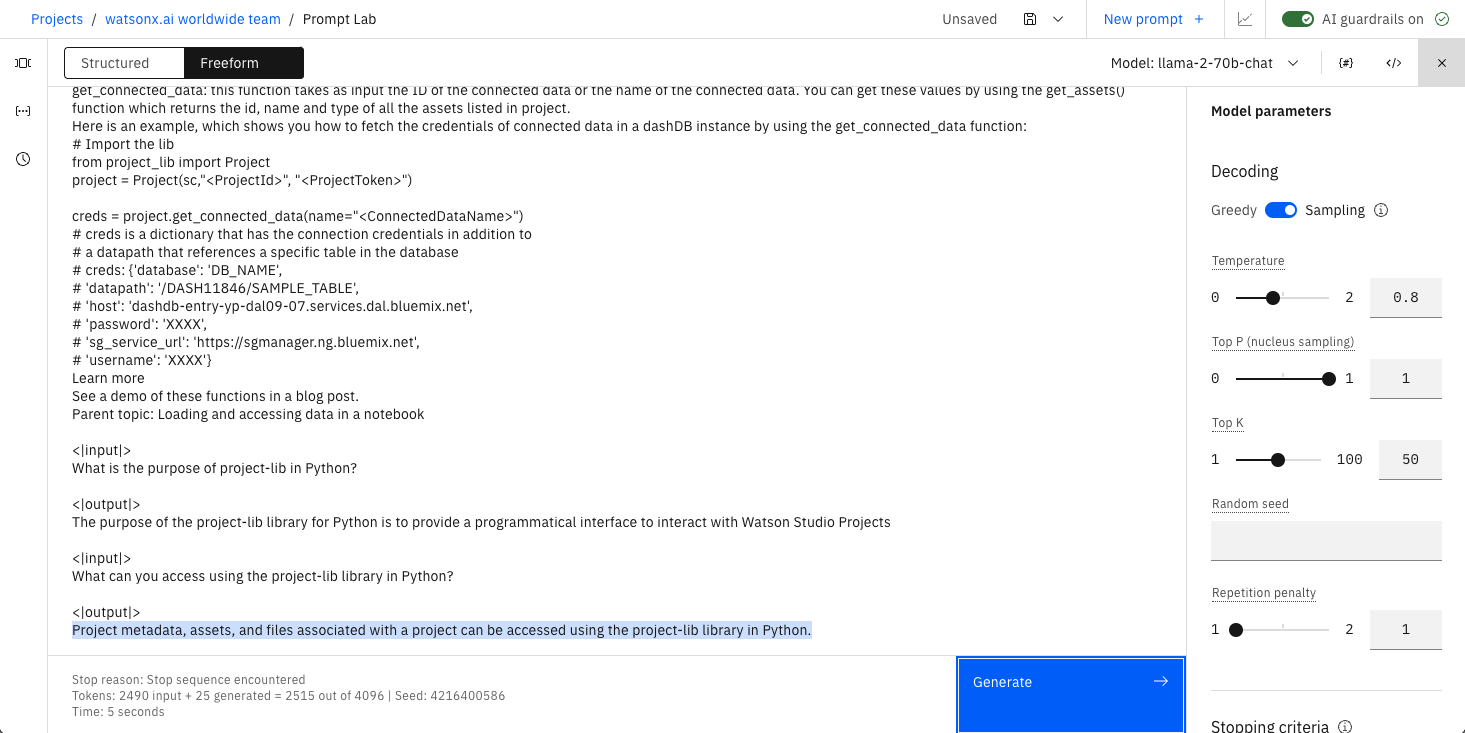 Projects / watsonx.ai worldwide team / Prompt Lab
Unsaved
New prompt +
AI guardrails on
Structured
Freeform
Model: llama-2-70b-chat
{#}
</>
get_connected_data: this function takes as input the ID of the connected data or the name of the connected data. You can get these values by using the get_assets()
function which returns the id, name and type of all the assets listed in project.
Here is an example, which shows you how to fetch the credentials of connected data in a dashDB instance by using the get_connected_data function:
# Import the lib
from project_lib import Project
project = Project(sc,"<ProjectId>", "<ProjectToken>")
creds = project.get_connected_data(name="<ConnectedDataName>")
# creds is a dictionary that has the connection credentials in addition to
# a datapath that references a specific table in the database
# creds: {'database': 'DB_NAME',
# 'datapath': '/DASH11846/SAMPLE_TABLE',
# 'host': 'dashdb-entry-yp-dal09-07.services.dal.bluemix.net',
# 'password': 'XXXX',
# 'sg_service_url': 'https://sgmanager.ng.bluemix.net',
# 'username': 'XXXX'}
Learn more
See a demo of these functions in a blog post.
Parent topic: Loading and accessing data in a notebook
<|input|>
What is the purpose of project-lib in Python?
<|output|>
The purpose of the project-lib library for Python is to provide a programmatical interface to interact with Watson Studio Projects
<|input|>
What can you access using the project-lib library in Python?
<|output|>
Project metadata, assets, and files associated with a project can be accessed using the project-lib library in Python.
Stop reason: Stop sequence encountered
Tokens: 2490 input + 25 generated = 2515 out of 4096 | Seed: 4216400586
Time: 5 seconds
Generate
Model parameters
Decoding
Greedy Sampling
Temperature
0 2 0.8
Top P (nucleus sampling)
0 1 1
Top K
1 100 50
Random seed
Repetition penalty
1 2 1
Stopping criteria